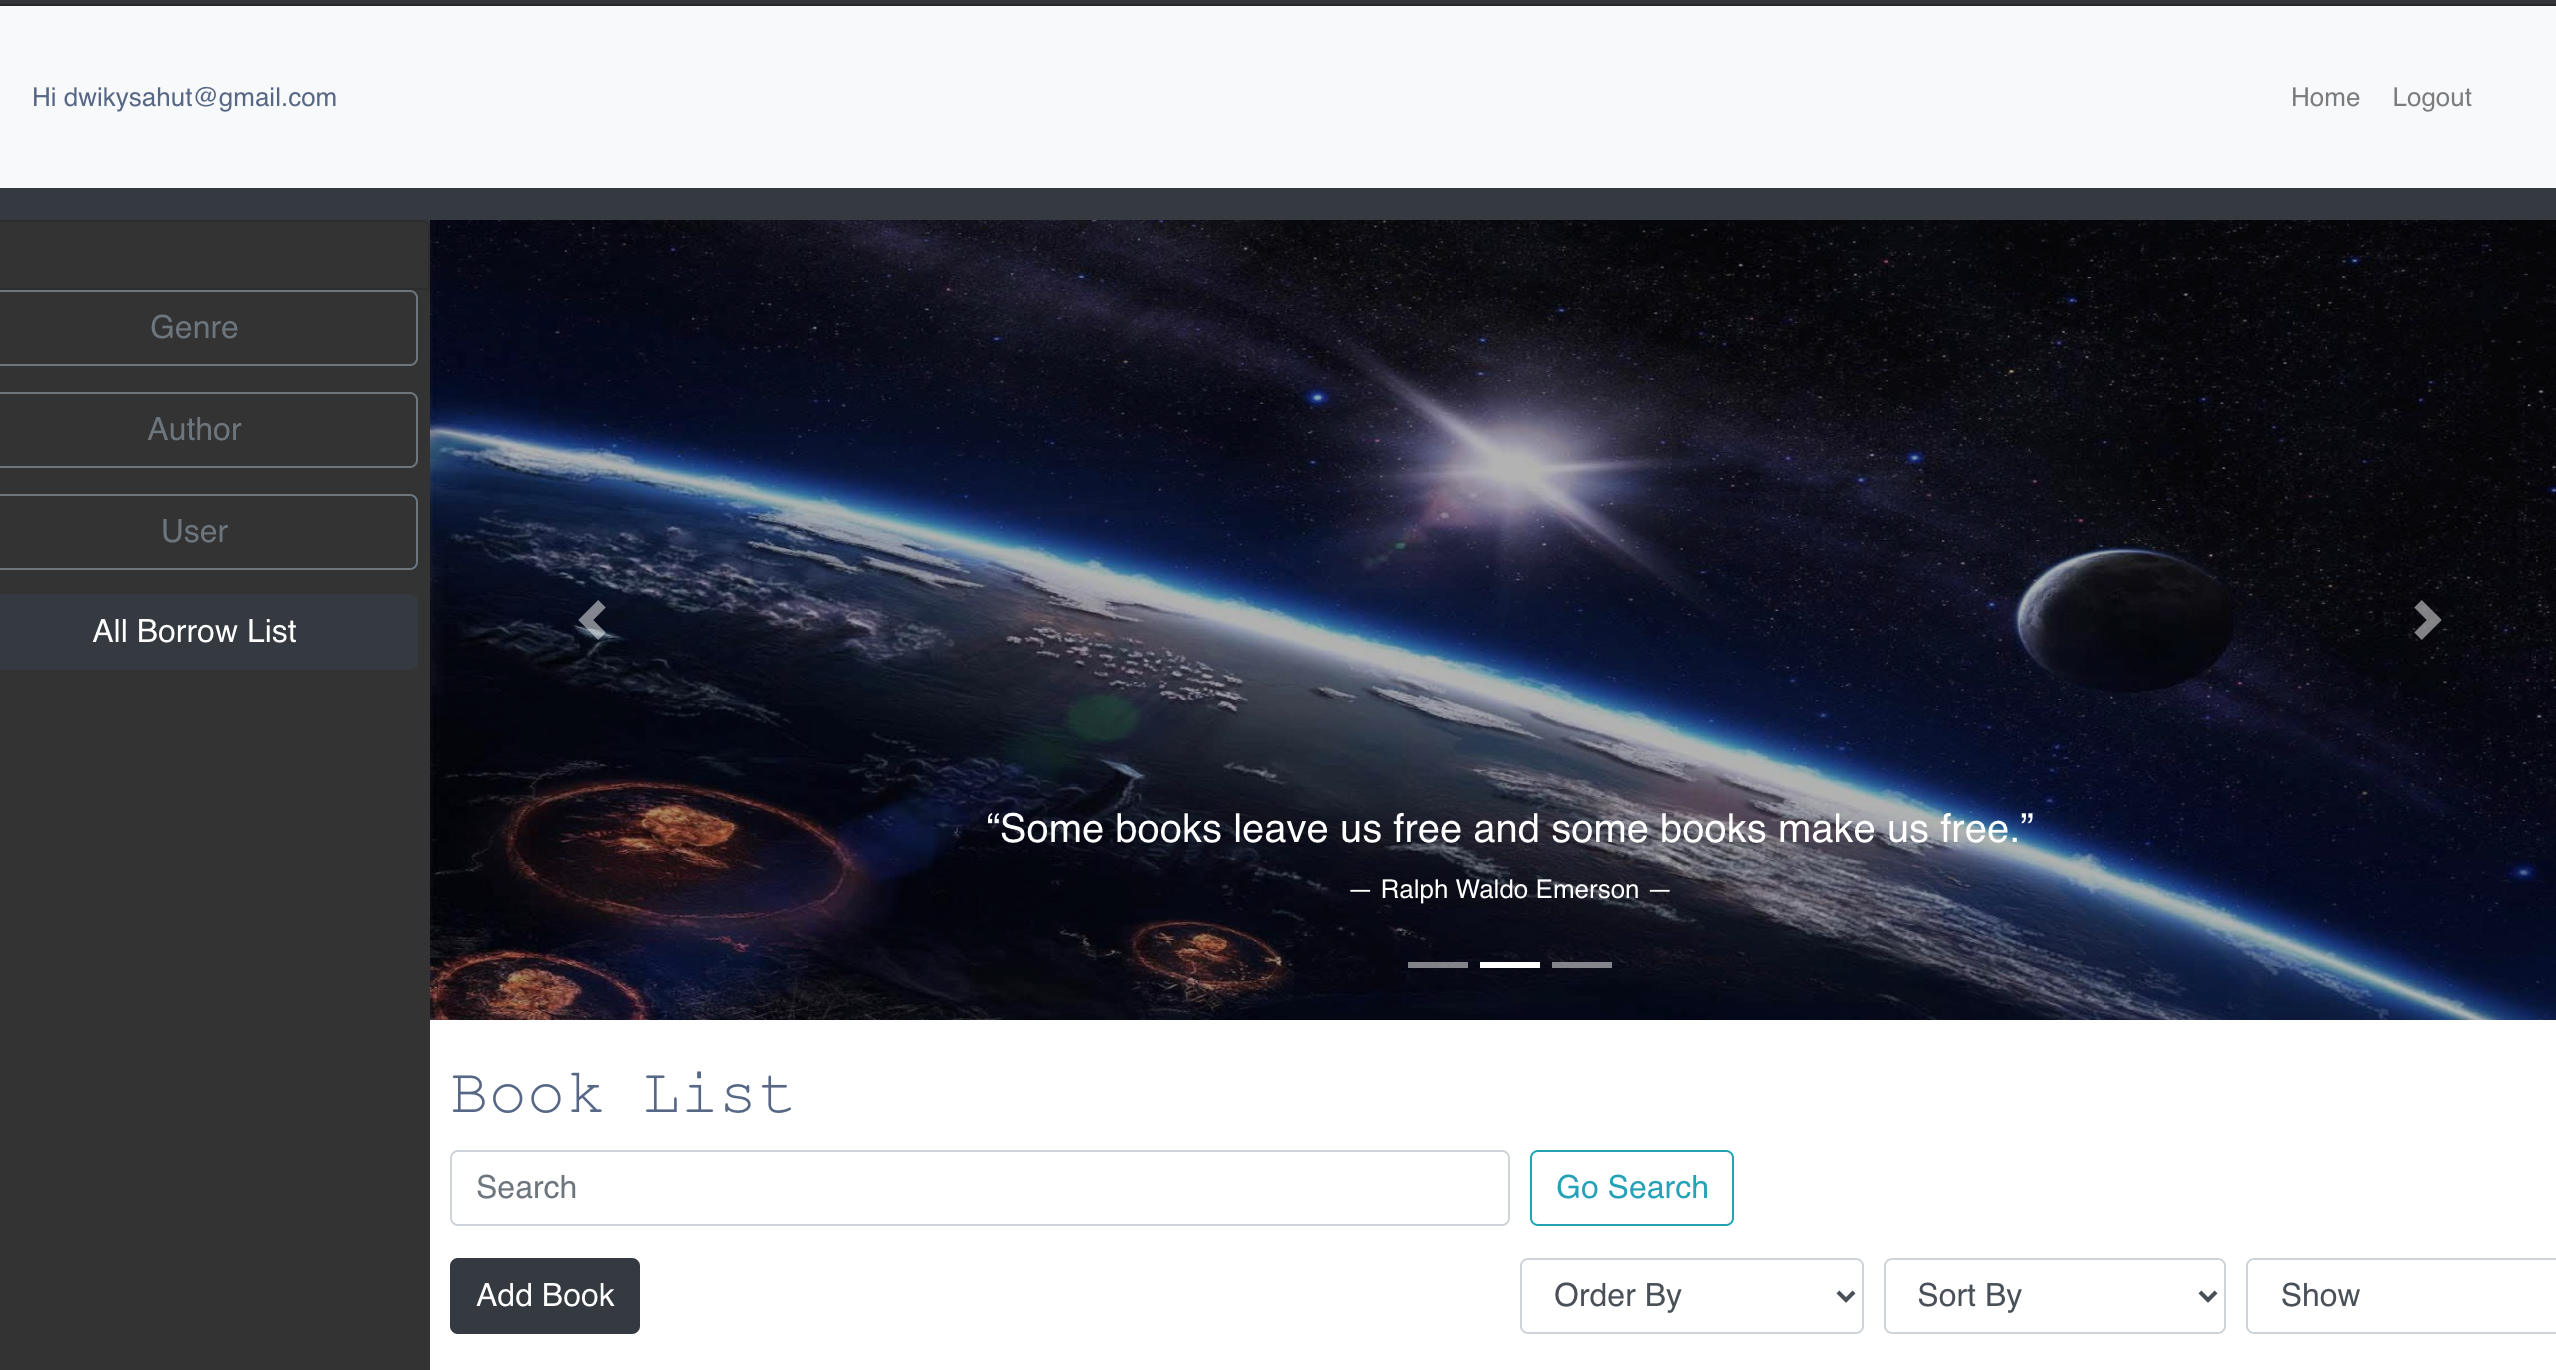 Hi dwikysahut@gmail.com
Home Logout
Genre
Author
User
All Borrow List
“Some books leave us free and some books make us free.”
— Ralph Waldo Emerson —
Book List
Search Go Search
Add Book Order By Sort By Show